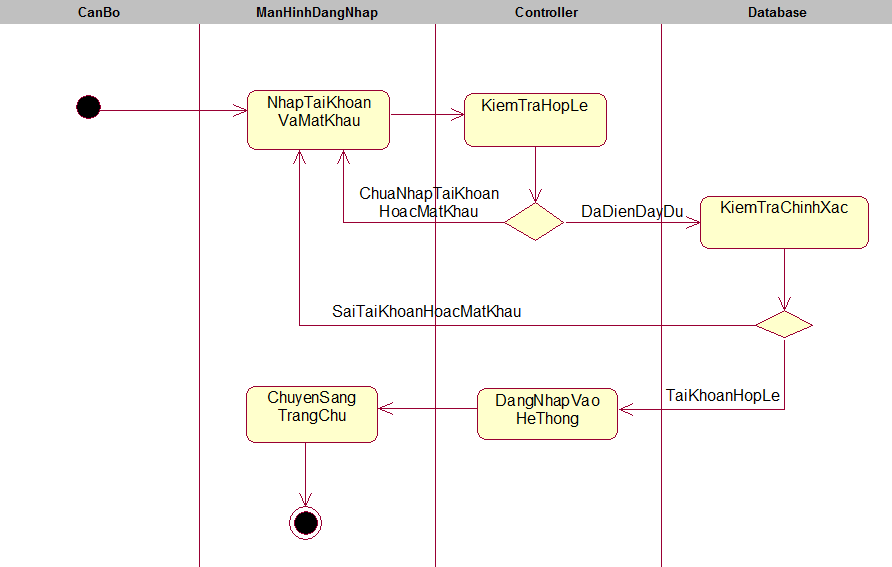 CanBo
ManHinhDangNhap
Controller
Database
NhapTaiKhoan
VaMatKhau
KiemTraHopLe
ChuaNhapTaiKhoan
HoacMatKhau
DaDienDayDu
KiemTraChinhXac
SaiTaiKhoanHoacMatKhau
ChuyenSang
TrangChu
DangNhapVao
HeThong
TaiKhoanHopLe